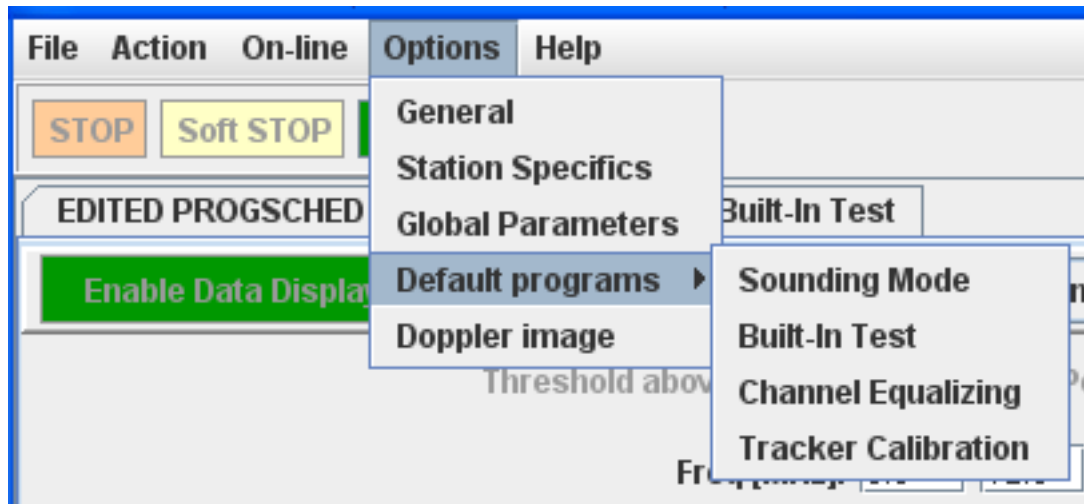 File Action On-line Options Help
STOP Soft STOP
General
Station Specifics
Global Parameters
Default programs
Doppler image
EDITED PROGSCHED
Built-In Test
Enable Data Display
Sounding Mode
Built-In Test
Channel Equalizing
Tracker Calibration
Threshold above